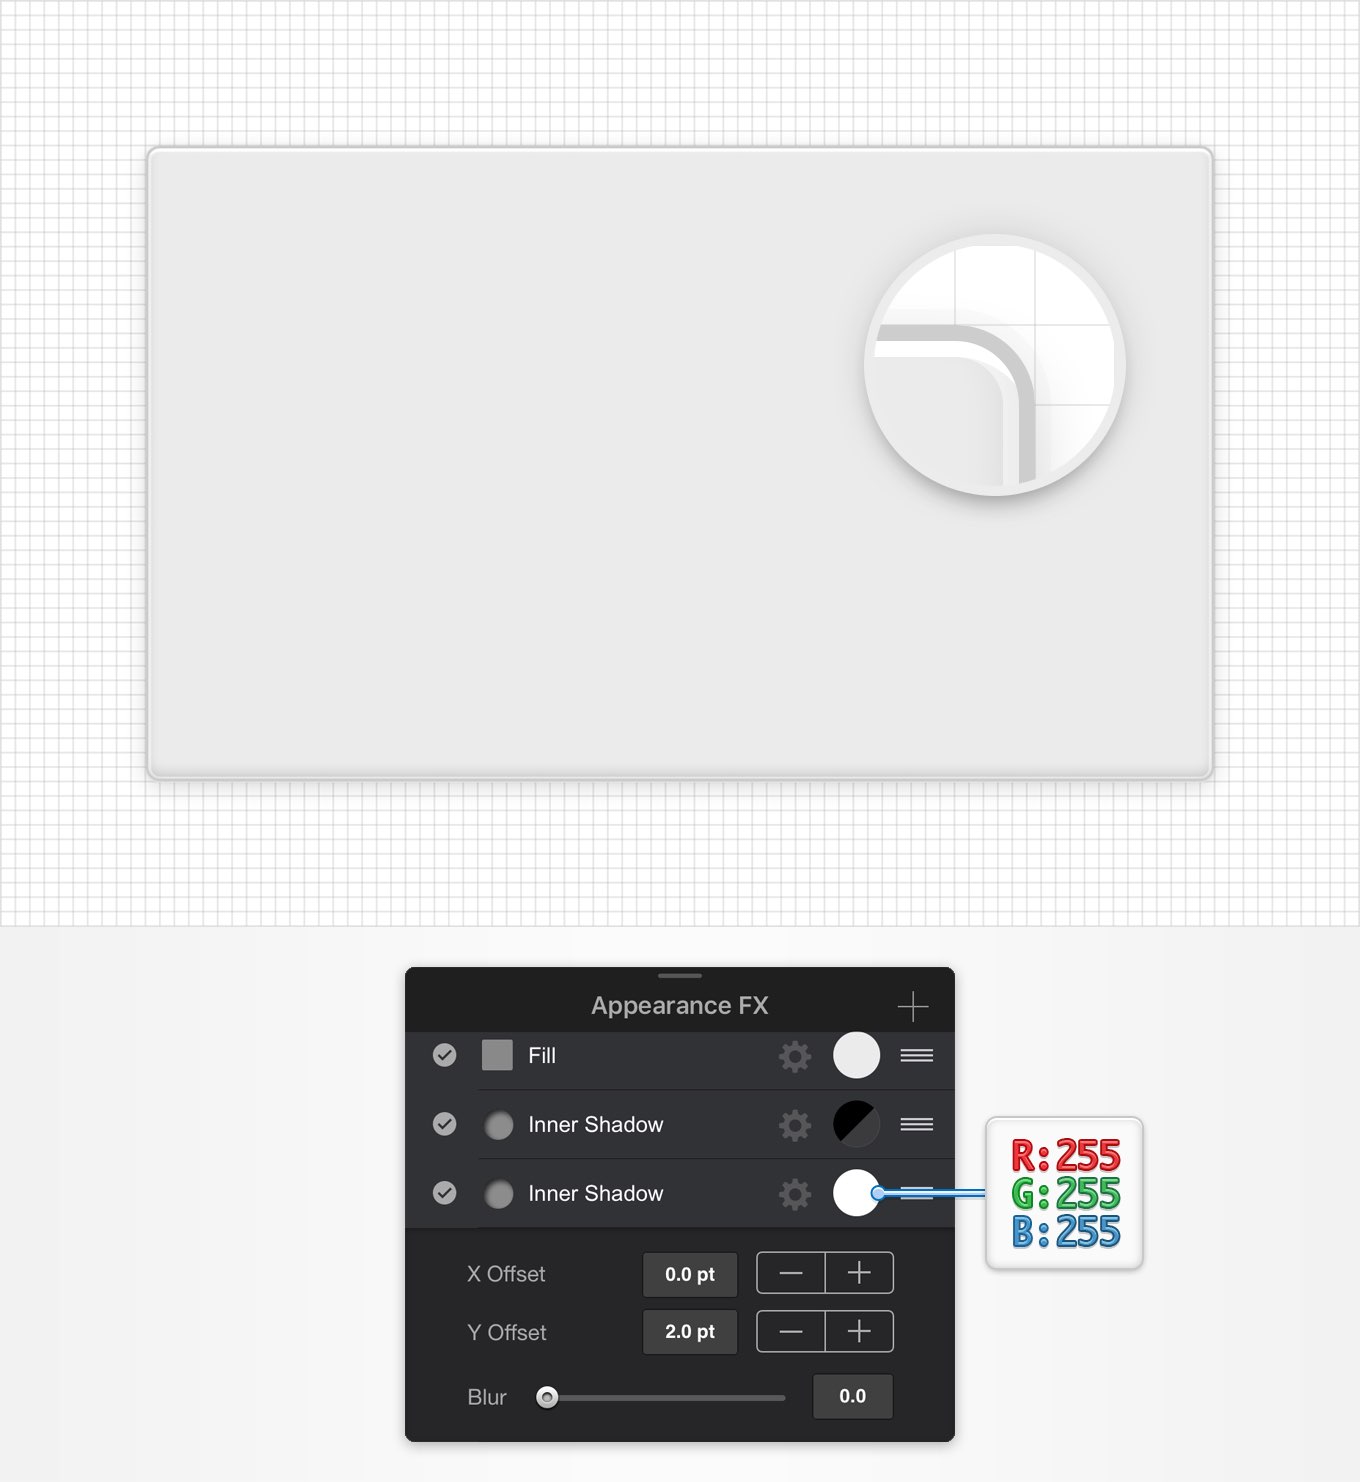 Appearance FX
Fill
Inner Shadow
Inner Shadow
R:255
G:255
B:255
X Offset 0.0 pt
Y Offset 2.0 pt
Blur 0.0